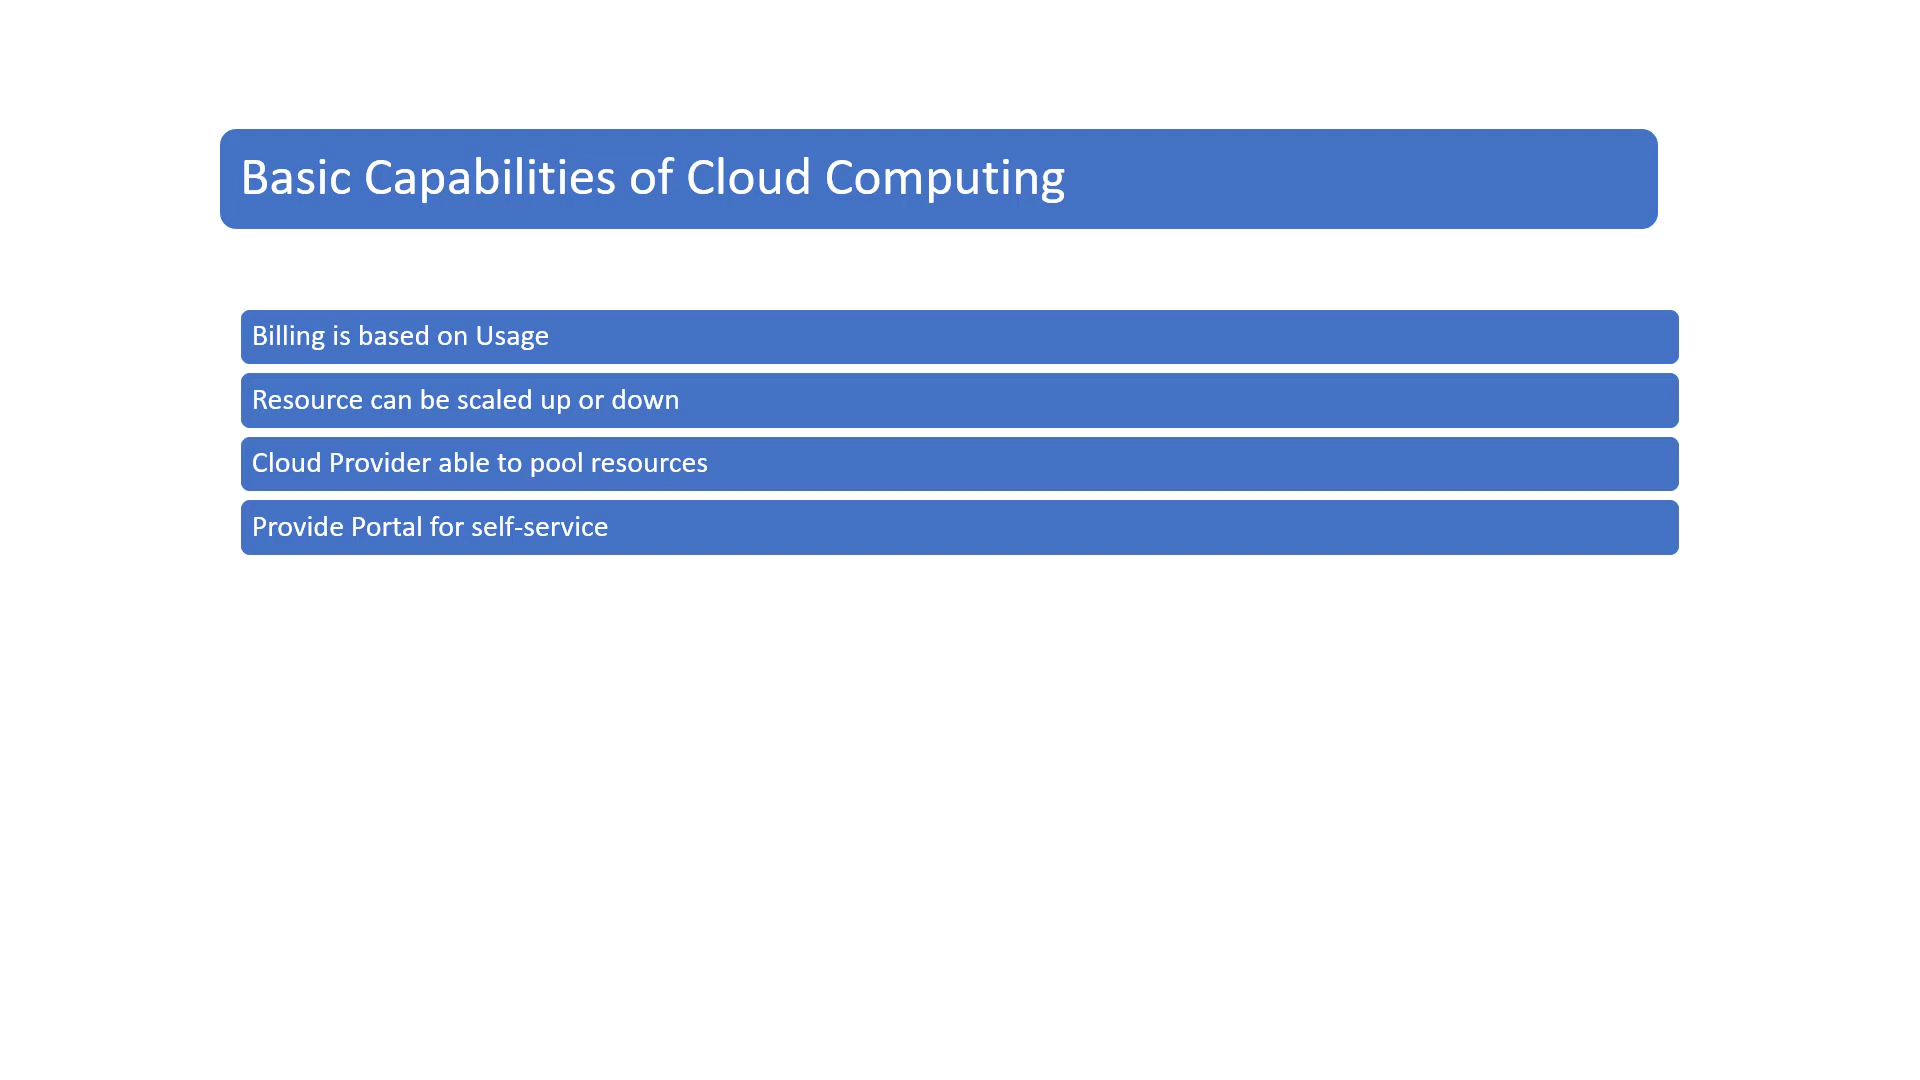 Basic Capabilities of Cloud Computing
Billing is based on Usage
Resource can be scaled up or down
Cloud Provider able to pool resources
Provide Portal for self-service